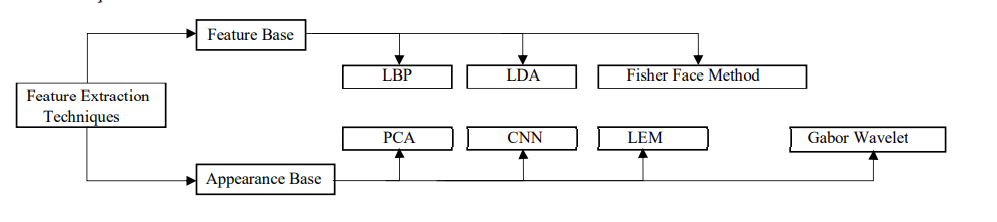 Feature Base
LBP
LDA
Fisher Face Method
Feature Extraction
Techniques
PCA
CNN
LEM
Gabor Wavelet
Appearance Base